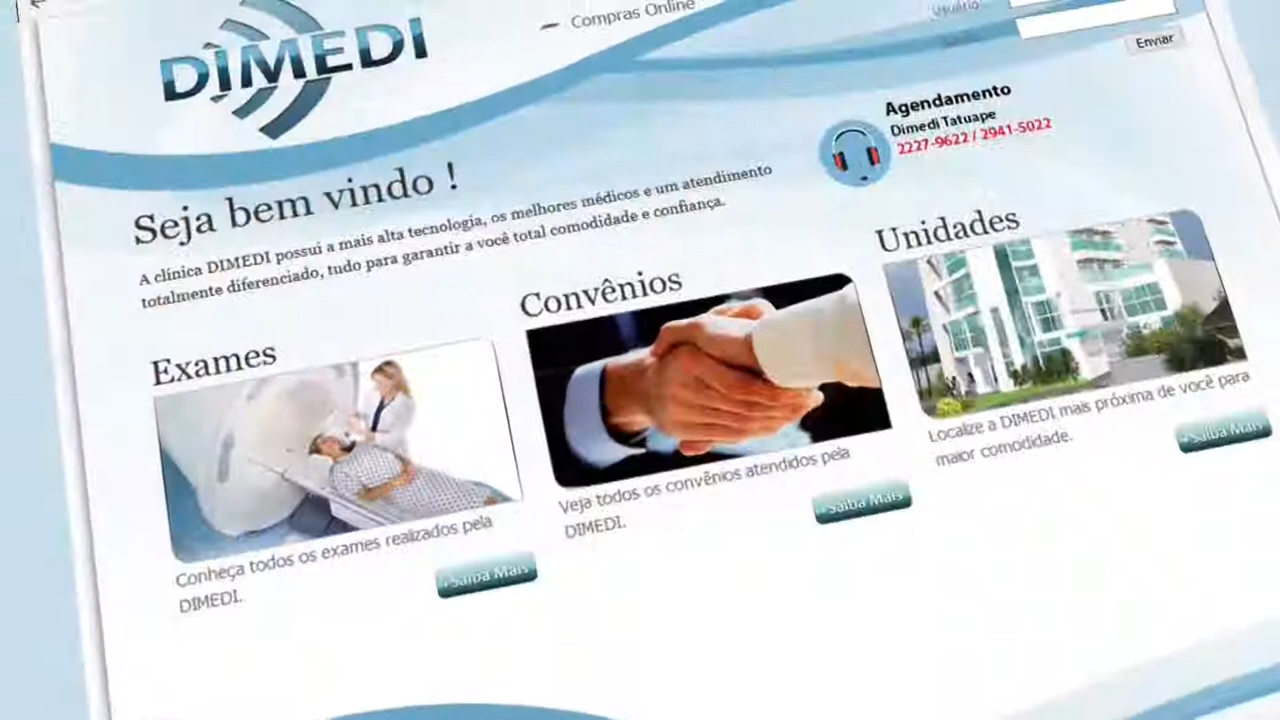 DIMEDI
Compras Online
Usuário
Enviar
Agendamento
Dimedi Tatuape
2227-9622 / 2941-5022
Seja bem vindo !
A clínica DIMEDI possui a mais alta tecnologia, os melhores médicos e um atendimento
totalmente diferenciado, tudo para garantir a você total comodidade e confiança.
Exames
Conheça todos os exames realizados pela
DIMEDI.
+Saiba Mais
Convênios
Veja todos os convênios atendidos pela
DIMEDI.
+Saiba Mais
Unidades
Localize a DIMEDI mais próxima de você para
maior comodidade.
+Saiba Mais